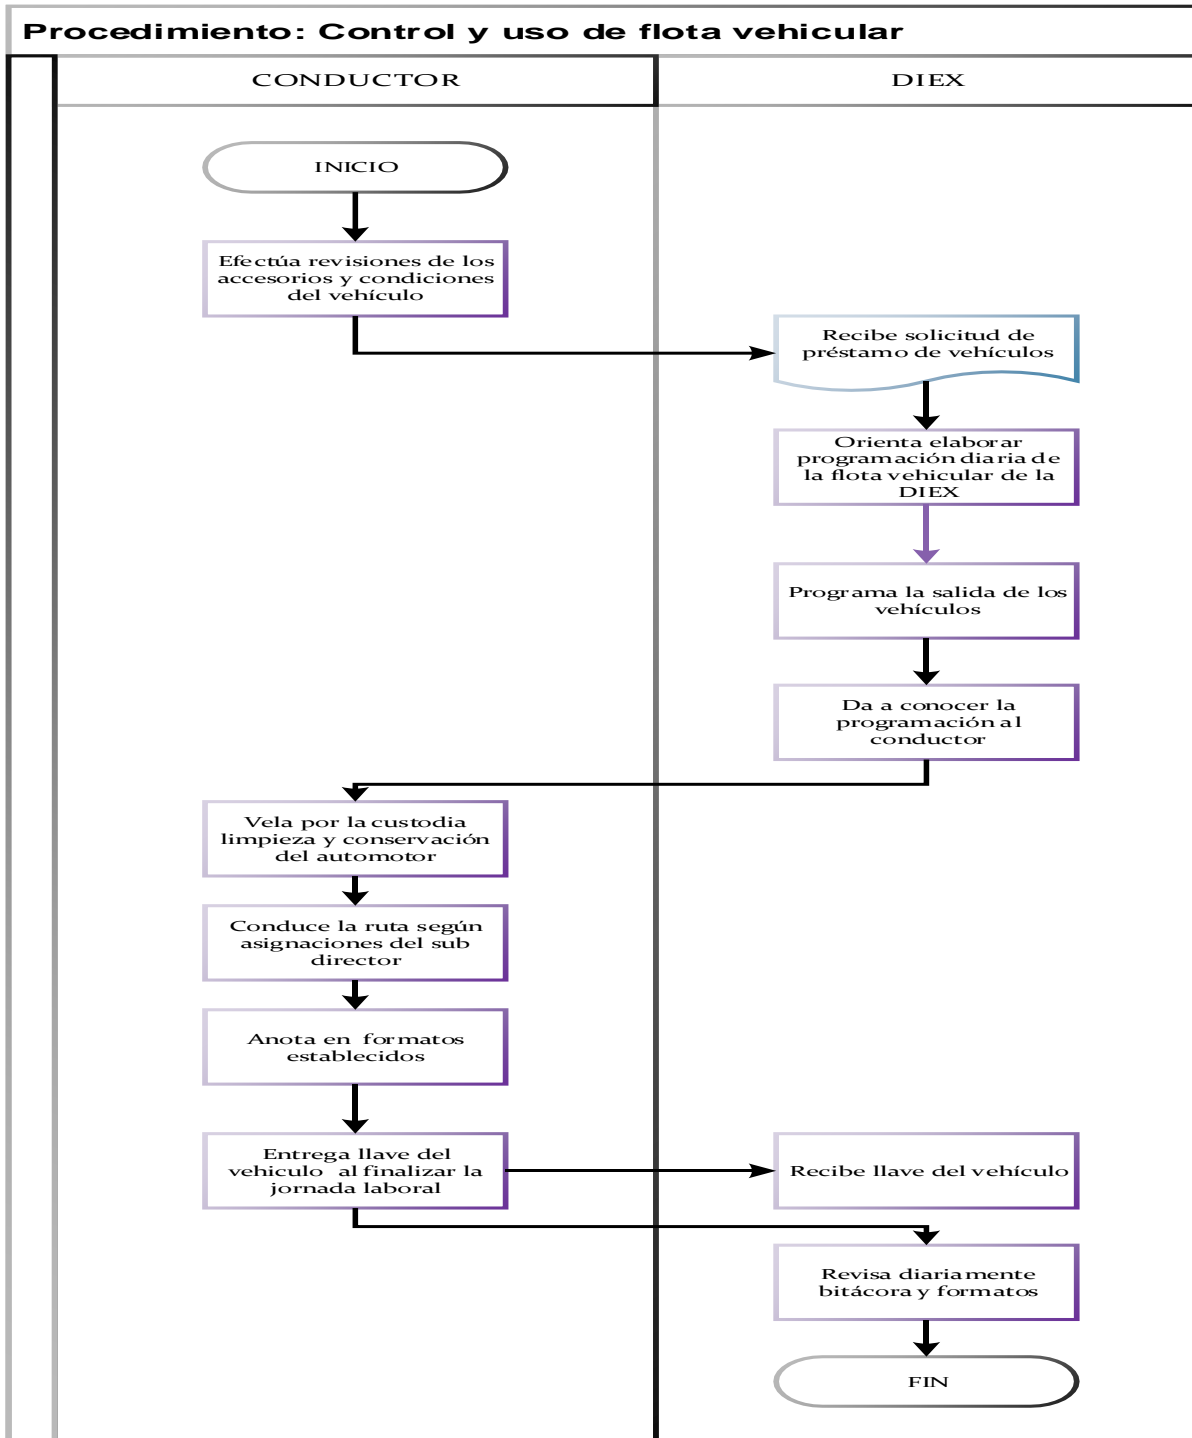 Procedimiento: Control y uso de flota vehicular
CONDUCTOR
DIEX
INICIO
Efectúa revisiones de los
accesorios y condiciones
del vehículo
Recibe solicitud de
préstamo de vehículos
Orienta elaborar
programación diaria de
la flota vehicular de la
DIEX
Programa la salida de los
vehículos
Da a conocer la
programación al
conductor
Vela por la custodia
limpieza y conservación
del automotor
Conduce la ruta según
asignaciones del sub
director
Anota en formatos
establecidos
Entrega llave del
vehiculo al finalizar la
jornada laboral
Recibe llave del vehículo
Revisa diariamente
bitácora y formatos
FIN